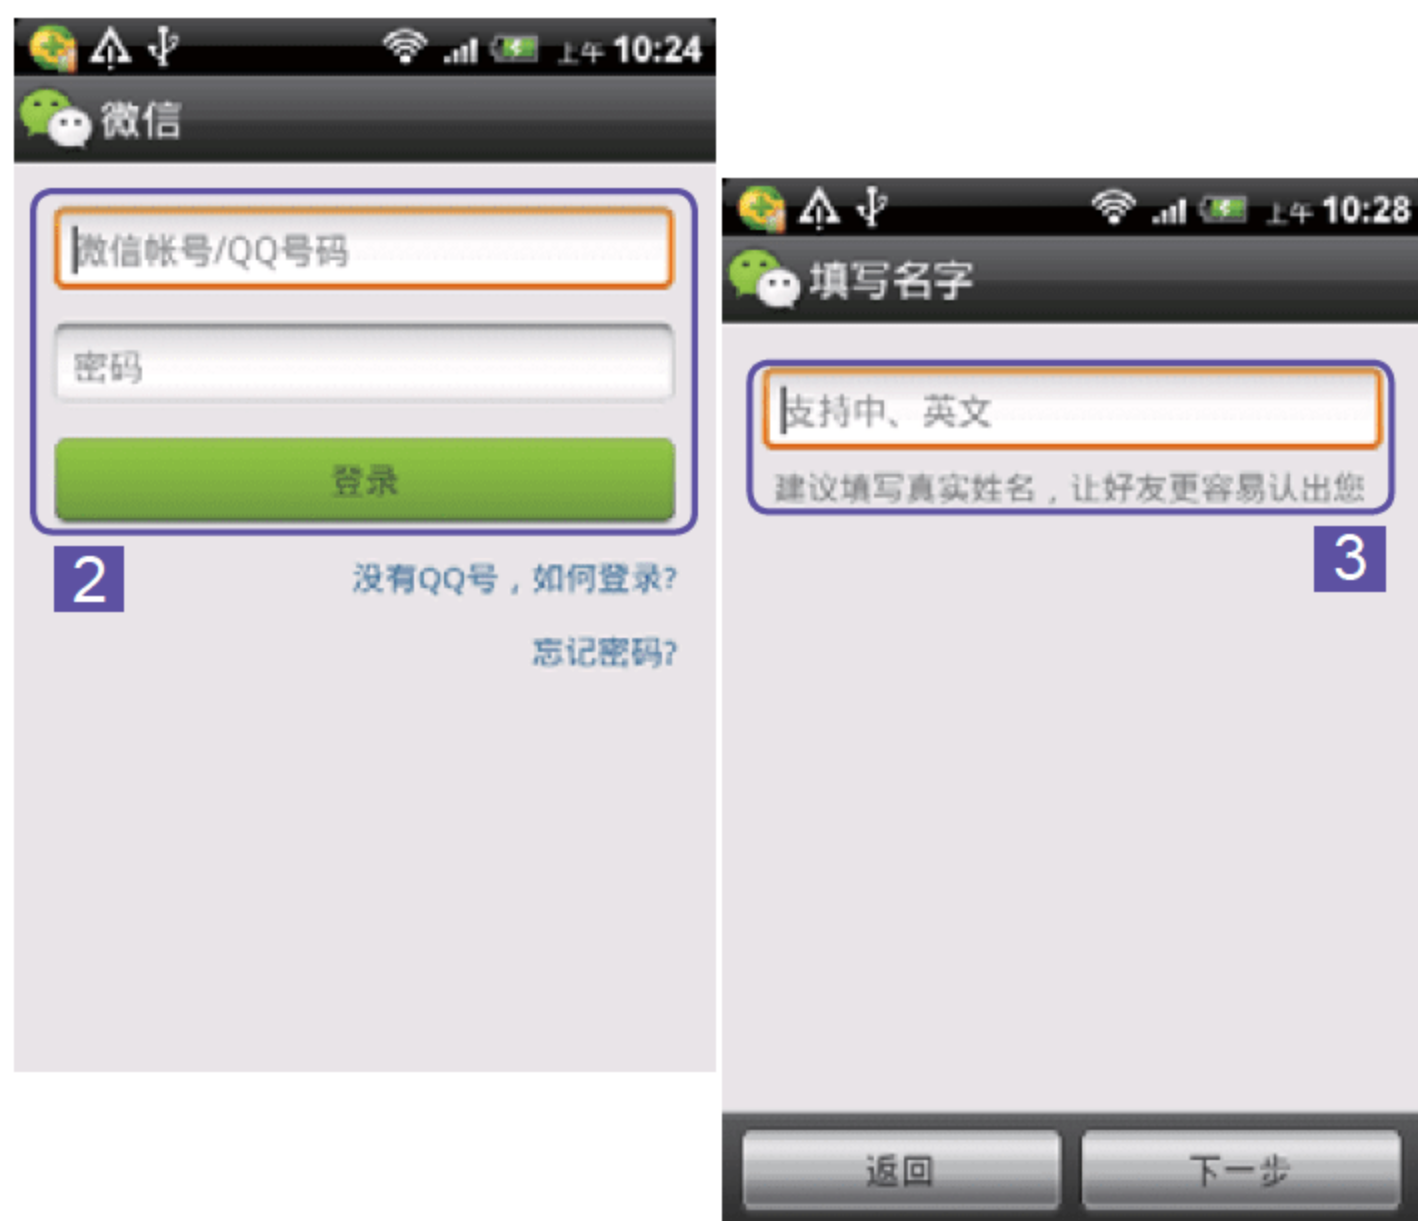 上午 10:24
微信
微信帐号/QQ号码
密码
登录
2
没有QQ号，如何登录?
忘记密码?
上午 10:28
填写名字
支持中、英文
建议填写真实姓名，让好友更容易认出您
3
返回
下一步